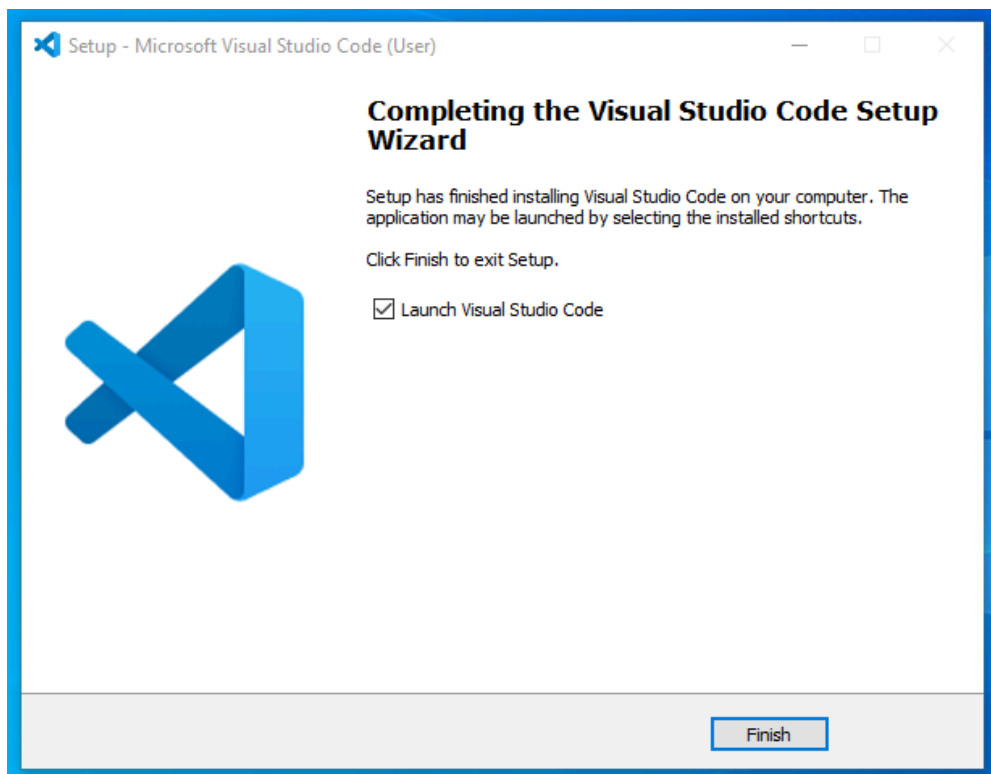 Setup - Microsoft Visual Studio Code (User)
Completing the Visual Studio Code Setup
Wizard
Setup has finished installing Visual Studio Code on your computer. The
application may be launched by selecting the installed shortcuts.
Click Finish to exit Setup.
Launch Visual Studio Code
Finish